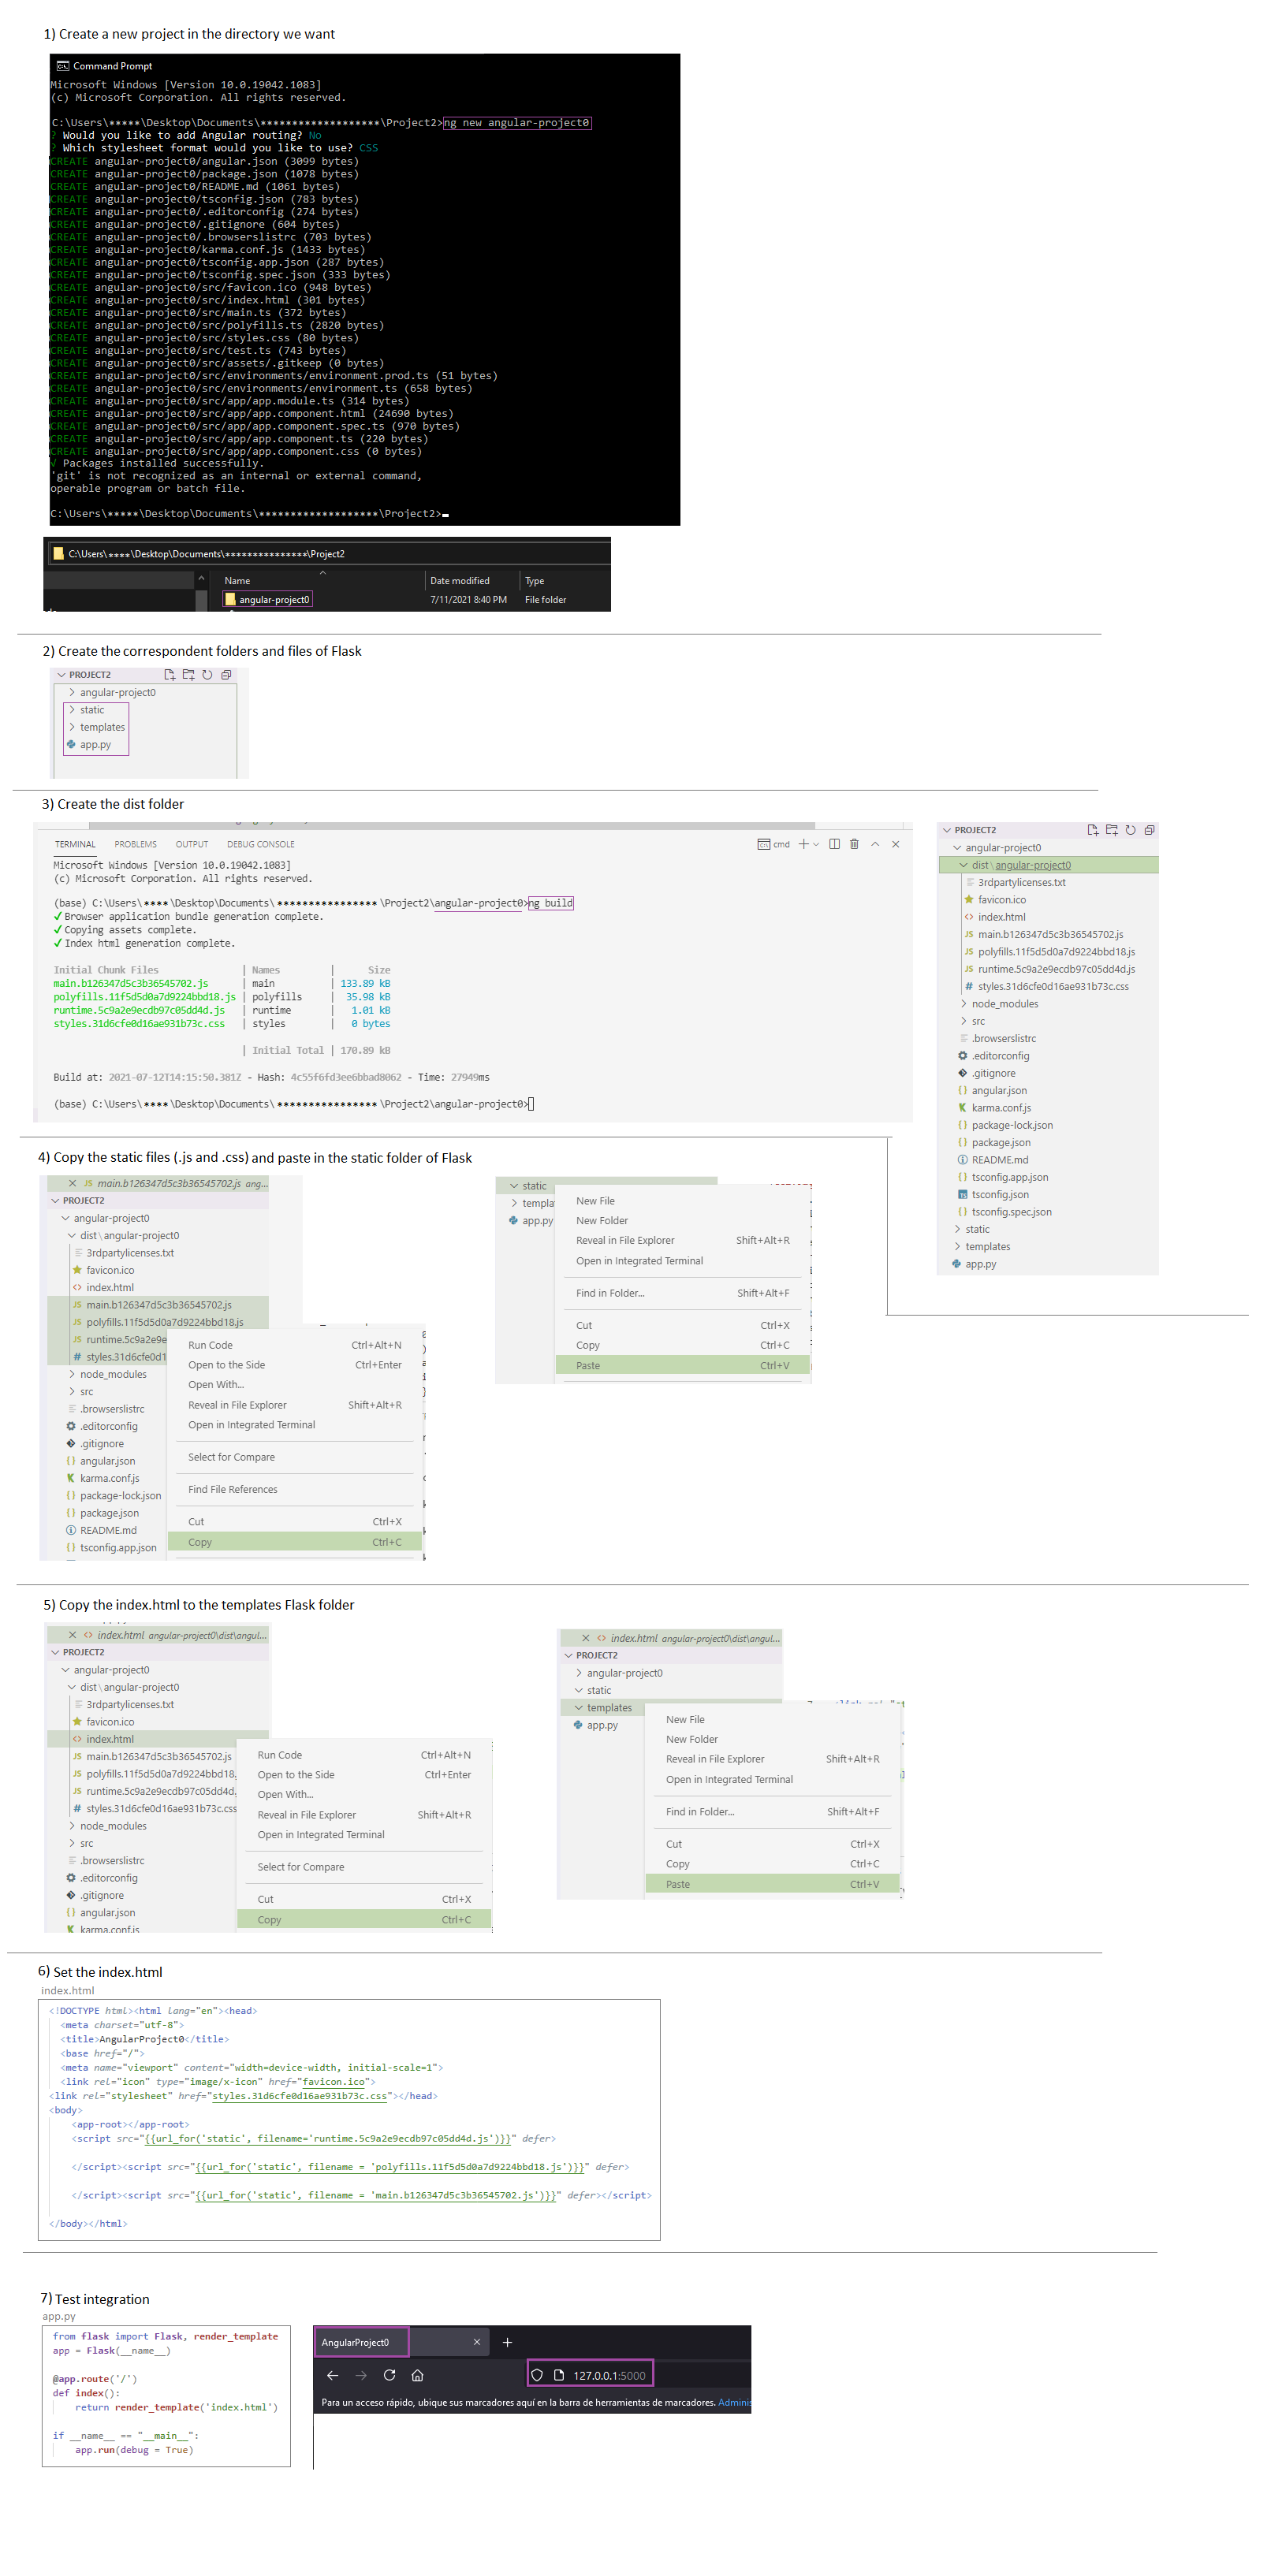 1) Create a new project in the directory we want
Command Prompt
Microsoft Windows [Version 10.0.19042.1083]
(c) Microsoft Corporation. All rights reserved.
C:\Users\*****\Desktop\Documents\*******************\Project2>ng new angular-project0
? Would you like to add Angular routing? No
? Which stylesheet format would you like to use? CSS
CREATE angular-project0/angular.json (3099 bytes)
CREATE angular-project0/package.json (1078 bytes)
CREATE angular-project0/README.md (1061 bytes)
CREATE angular-project0/tsconfig.json (783 bytes)
CREATE angular-project0/.editorconfig (274 bytes)
CREATE angular-project0/.gitignore (604 bytes)
CREATE angular-project0/.browserslistrc (703 bytes)
CREATE angular-project0/karma.conf.js (1433 bytes)
CREATE angular-project0/tsconfig.app.json (287 bytes)
CREATE angular-project0/tsconfig.spec.json (333 bytes)
CREATE angular-project0/src/favicon.ico (948 bytes)
CREATE angular-project0/src/index.html (301 bytes)
CREATE angular-project0/src/main.ts (372 bytes)
CREATE angular-project0/src/polyfills.ts (2820 bytes)
CREATE angular-project0/src/styles.css (80 bytes)
CREATE angular-project0/src/test.ts (743 bytes)
CREATE angular-project0/src/assets/.gitkeep (0 bytes)
CREATE angular-project0/src/environments/environment.prod.ts (51 bytes)
CREATE angular-project0/src/environments/environment.ts (658 bytes)
CREATE angular-project0/src/app/app.module.ts (314 bytes)
CREATE angular-project0/src/app/app.component.html (24690 bytes)
CREATE angular-project0/src/app/app.component.spec.ts (970 bytes)
CREATE angular-project0/src/app/app.component.ts (220 bytes)
CREATE angular-project0/src/app/app.component.css (0 bytes)
√ Packages installed successfully.
'git' is not recognized as an internal or external command,
operable program or batch file.
C:\Users\*****\Desktop\Documents\*******************\Project2>
C:\Users\****\Desktop\Documents\***************\Project2
Name Date modified Type
angular-project0 7/11/2021 8:40 PM File folder
2) Create the correspondent folders and files of Flask
PROJECT2
angular-project0
static
templates
app.py
3) Create the dist folder
TERMINAL PROBLEMS OUTPUT DEBUG CONSOLE cmd
Microsoft Windows [Version 10.0.19042.1083]
(c) Microsoft Corporation. All rights reserved.
(base) C:\Users\****\Desktop\Documents\****************\Project2\angular-project0>ng build
✓ Browser application bundle generation complete.
✓ Copying assets complete.
✓ Index html generation complete.
Initial Chunk Files | Names | Size
main.b126347d5c3b36545702.js | main | 133.89 kB
polyfills.11f5d5d0a7d9224bbd18.js | polyfills | 35.98 kB
runtime.5c9a2e9ecdb97c05dd4d.js | runtime | 1.01 kB
styles.31d6cfe0d16ae931b73c.css | styles | 0 bytes
| Initial Total | 170.89 kB
Build at: 2021-07-12T14:15:50.381Z - Hash: 4c55f6fd3ee6bbad8062 - Time: 27949ms
(base) C:\Users\****\Desktop\Documents\****************\Project2\angular-project0>
PROJECT2
angular-project0
dist\angular-project0
3rdpartylicenses.txt
favicon.ico
index.html
main.b126347d5c3b36545702.js
polyfills.11f5d5d0a7d9224bbd18.js
runtime.5c9a2e9ecdb97c05dd4d.js
styles.31d6cfe0d16ae931b73c.css
node_modules
src
.browserslistrc
.editorconfig
.gitignore
angular.json
karma.conf.js
package-lock.json
package.json
README.md
tsconfig.app.json
tsconfig.json
tsconfig.spec.json
static
templates
app.py
4) Copy the static files (.js and .css) and paste in the static folder of Flask
main.b126347d5c3b36545702.js ang...
PROJECT2
angular-project0
dist\angular-project0
3rdpartylicenses.txt
favicon.ico
index.html
main.b126347d5c3b36545702.js
polyfills.11f5d5d0a7d9224bbd18.js
runtime.5c9a2e9e
styles.31d6cfe0d1
node_modules
src
.browserslistrc
.editorconfig
.gitignore
angular.json
karma.conf.js
package-lock.json
package.json
README.md
tsconfig.app.json
Run Code Ctrl+Alt+N
Open to the Side Ctrl+Enter
Open With...
Reveal in File Explorer Shift+Alt+R
Open in Integrated Terminal
Select for Compare
Find File References
Cut Ctrl+X
Copy Ctrl+C
static
templa
app.py
New File
New Folder
Reveal in File Explorer Shift+Alt+R
Open in Integrated Terminal
Find in Folder... Shift+Alt+F
Cut Ctrl+X
Copy Ctrl+C
Paste Ctrl+V
5) Copy the index.html to the templates Flask folder
index.html angular-project0\dist\angul...
PROJECT2
angular-project0
dist\angular-project0
3rdpartylicenses.txt
favicon.ico
index.html
main.b126347d5c3b36545702.js
polyfills.11f5d5d0a7d9224bbd18.
runtime.5c9a2e9ecdb97c05dd4d.
styles.31d6cfe0d16ae931b73c.css
node_modules
src
.browserslistrc
.editorconfig
.gitignore
angular.json
karma.conf.js
Run Code Ctrl+Alt+N
Open to the Side Ctrl+Enter
Open With...
Reveal in File Explorer Shift+Alt+R
Open in Integrated Terminal
Select for Compare
Cut Ctrl+X
Copy Ctrl+C
index.html angular-project0\dist\angul...
PROJECT2
angular-project0
static
templates
app.py
New File
New Folder
Reveal in File Explorer Shift+Alt+R
Open in Integrated Terminal
Find in Folder... Shift+Alt+F
Cut Ctrl+X
Copy Ctrl+C
Paste Ctrl+V
6) Set the index.html
index.html
<!DOCTYPE html><html lang="en"><head>
<meta charset="utf-8">
<title>AngularProject0</title>
<base href="/">
<meta name="viewport" content="width=device-width, initial-scale=1">
<link rel="icon" type="image/x-icon" href="favicon.ico">
<link rel="stylesheet" href="styles.31d6cfe0d16ae931b73c.css"></head>
<body>
<app-root></app-root>
<script src="{{url_for('static', filename='runtime.5c9a2e9ecdb97c05dd4d.js')}}" defer>
</script><script src="{{url_for('static', filename = 'polyfills.11f5d5d0a7d9224bbd18.js')}}" defer>
</script><script src="{{url_for('static', filename = 'main.b126347d5c3b36545702.js')}}" defer></script>
</body></html>
7) Test integration
app.py
from flask import Flask, render_template
app = Flask(__name__)
@app.route('/')
def index():
return render_template('index.html')
if __name__ == "__main__":
app.run(debug = True)
AngularProject0
127.0.0.1:5000
Para un acceso rápido, ubique sus marcadores aquí en la barra de herramientas de marcadores. Adminis